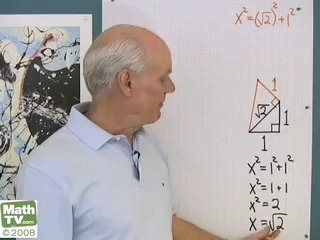 x² = (√2)² + 1²
1
√2
1
1
x² = 1² + 1²
x² = 1 + 1
x² = 2
x = √2
Math
TV.com
©2008